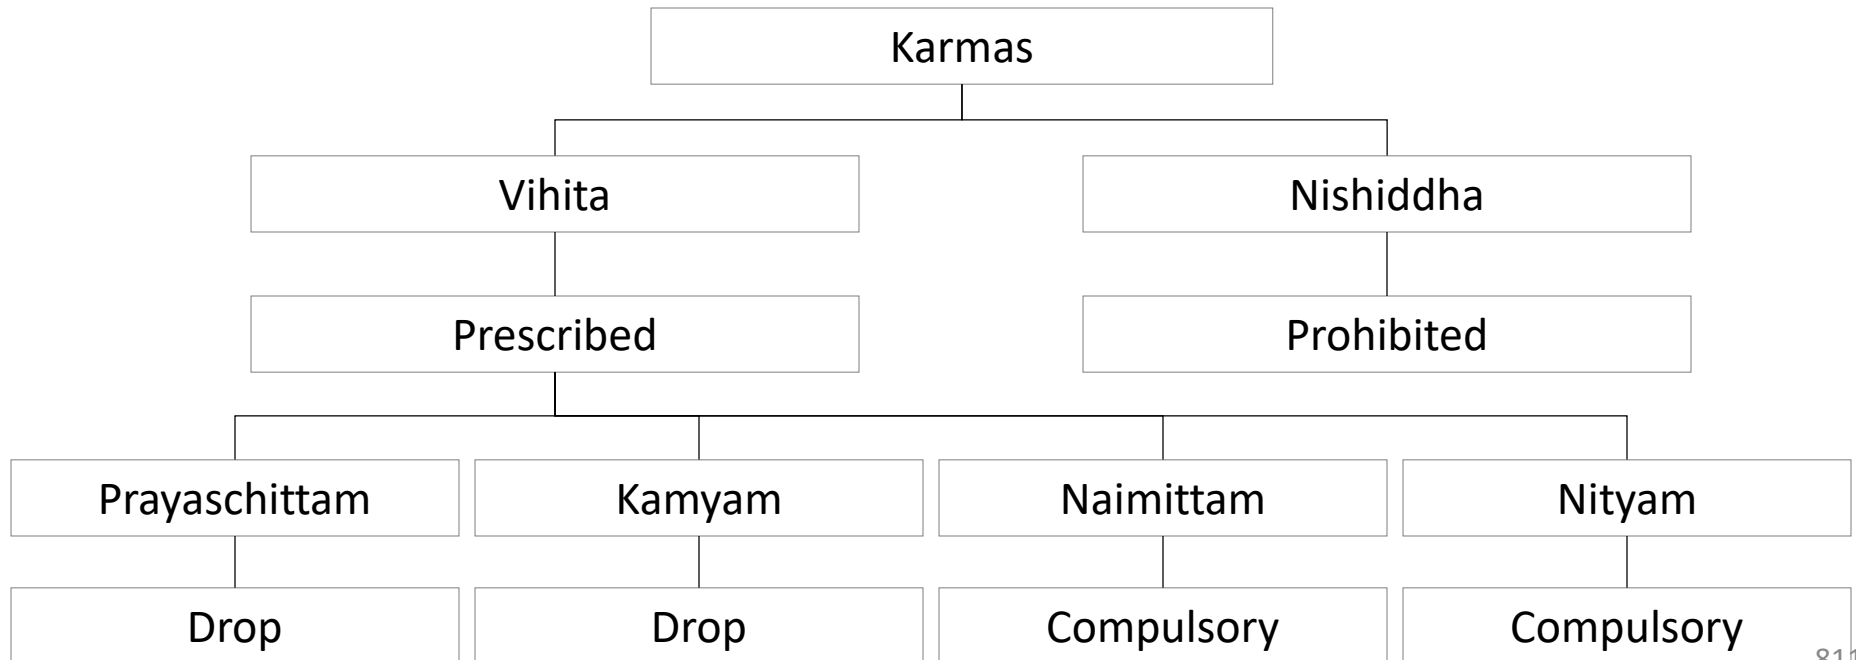 Karmas
Vihita Nishiddha
Prescribed Prohibited
Prayaschittam Kamyam Naimittam Nityam
Drop Drop Compulsory Compulsory